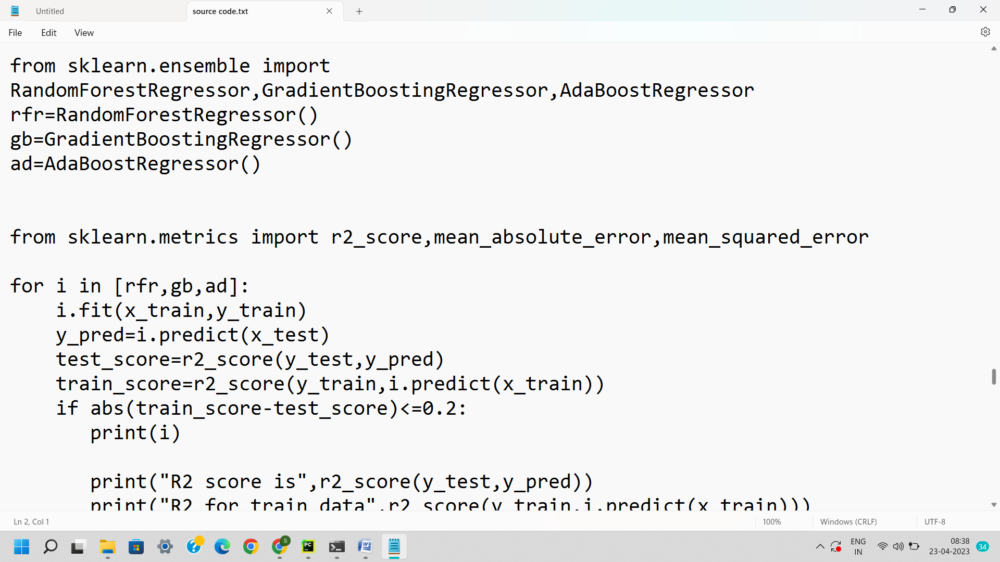 Untitled
source code.txt
File Edit View
from sklearn.ensemble import
RandomForestRegressor,GradientBoostingRegressor,AdaBoostRegressor
rfr=RandomForestRegressor()
gb=GradientBoostingRegressor()
ad=AdaBoostRegressor()
from sklearn.metrics import r2_score,mean_absolute_error,mean_squared_error
for i in [rfr,gb,ad]:
    i.fit(x_train,y_train)
    y_pred=i.predict(x_test)
    test_score=r2_score(y_test,y_pred)
    train_score=r2_score(y_train,i.predict(x_train))
    if abs(train_score-test_score)<=0.2:
       print(i)
       print("R2 score is",r2_score(y_test,y_pred))
       print("R2 for train data",r2_score(y_train,i.predict(x_train)))
Ln 2, Col 1 100% Windows (CRLF) UTF-8
S
PC
ENG
IN
08:38
23-04-2023
34